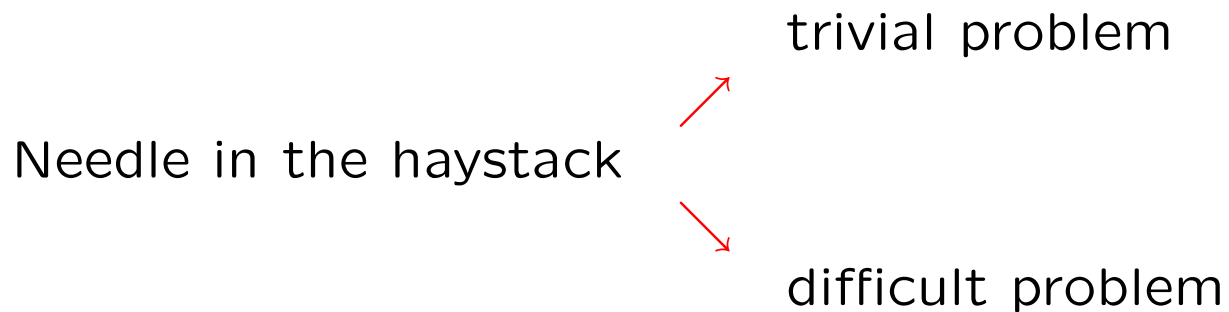 trivial problem
Needle in the haystack
difficult problem